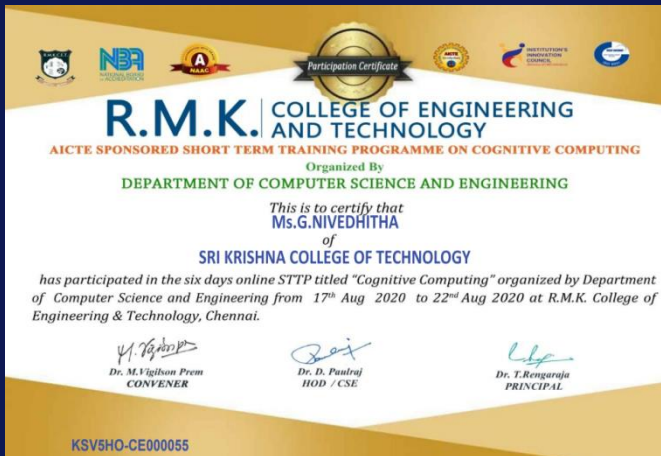 R.M.K.C.E.T.
NBA
NATIONAL BOARD
of ACCREDITATION
A
NAAC
Participation Certificate
AICTE
INSTITUTION'S
INNOVATION
COUNCIL
R.M.K. COLLEGE OF ENGINEERING
AND TECHNOLOGY
AICTE SPONSORED SHORT TERM TRAINING PROGRAMME ON COGNITIVE COMPUTING
Organized By
DEPARTMENT OF COMPUTER SCIENCE AND ENGINEERING
This is to certify that
Ms.G.NIVEDHITHA
of
SRI KRISHNA COLLEGE OF TECHNOLOGY
has participated in the six days online STTP titled "Cognitive Computing" organized by Department
of Computer Science and Engineering from 17th Aug 2020 to 22nd Aug 2020 at R.M.K. College of
Engineering & Technology, Chennai.
Dr. M.Vigilson Prem
CONVENER
Dr. D. Paulraj
HOD / CSE
Dr. T.Rengaraja
PRINCIPAL
KSV5HO-CE000055